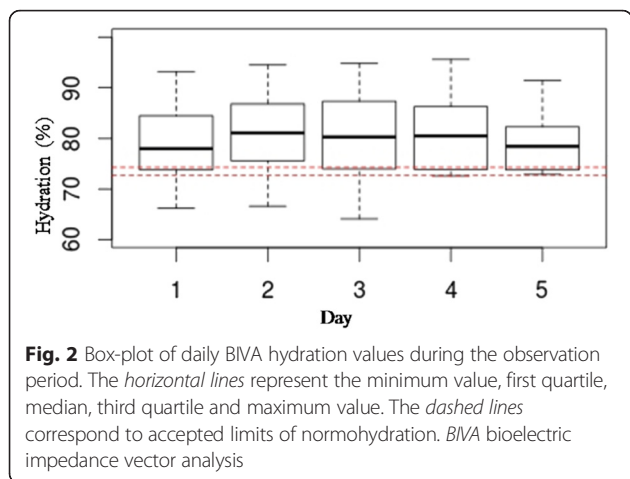 Hydration (%)
90
80
70
60
1 2 3 4 5
Day
Fig. 2 Box-plot of daily BIVA hydration values during the observation
period. The horizontal lines represent the minimum value, first quartile,
median, third quartile and maximum value. The dashed lines
correspond to accepted limits of normohydration. BIVA bioelectric
impedance vector analysis